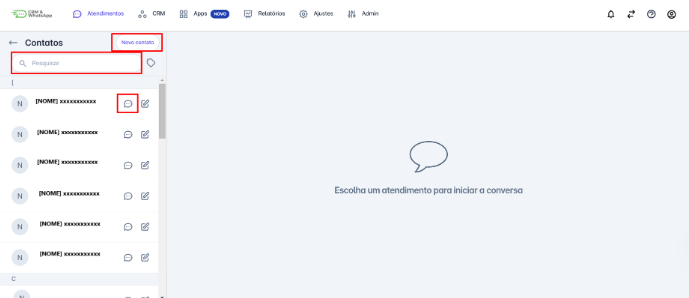 CRM &
WhatsApp
Atendimentos
CRM
Apps NOVO
Relatórios
Ajustes
Admin
Contatos
Novo contato
Pesquisar
[
N [NOME] xxxxxxxxxxx
N [NOME] xxxxxxxxxxx
N [NOME] xxxxxxxxxxx
N [NOME] xxxxxxxxxxx
N [NOME] xxxxxxxxxxx
N [NOME] xxxxxxxxxxx
C
N
Escolha um atendimento para iniciar a conversa